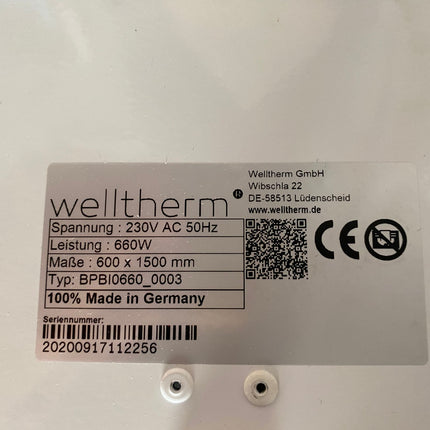 welltherm®
Spannung : 230V AC 50Hz
Leistung : 660W
Maße : 600 x 1500 mm
Typ: BPBI0660_0003
100% Made in Germany
Welltherm GmbH
Wibschla 22
DE-58513 Lüdenscheid
www.welltherm.de
CE
Seriennummer:
20200917112256